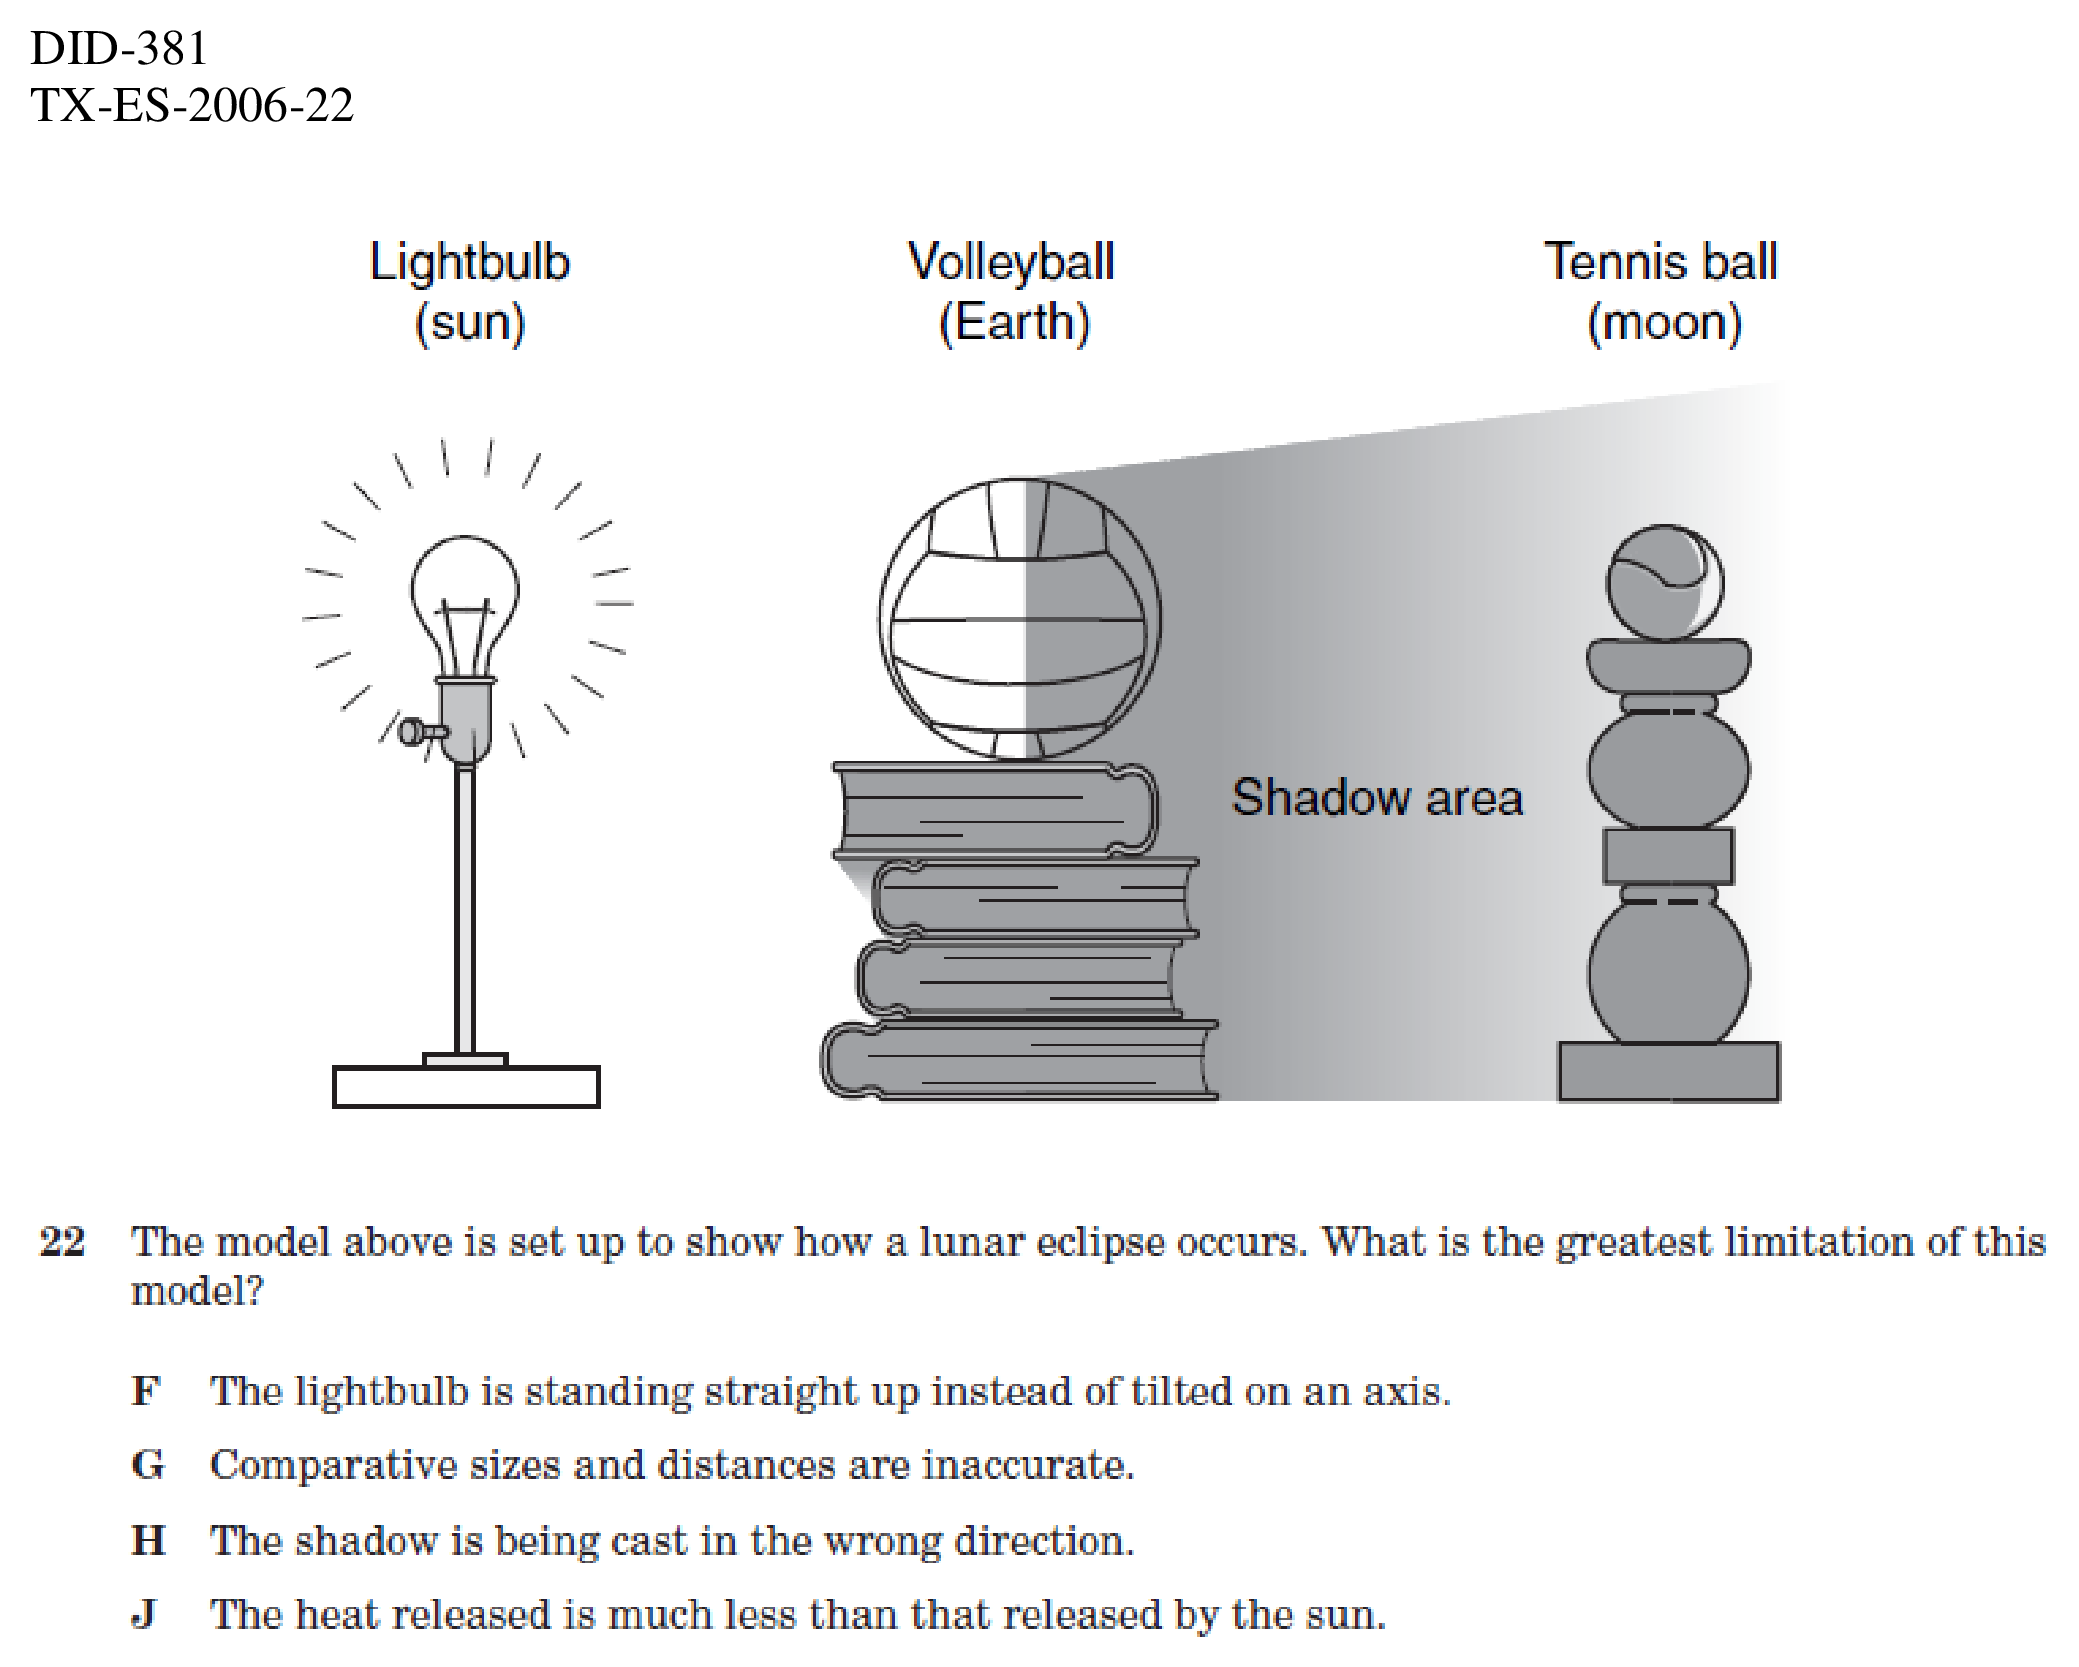 DID-381
TX-ES-2006-22
Lightbulb
(sun)
Volleyball
(Earth)
Tennis ball
(moon)
Shadow area
22 The model above is set up to show how a lunar eclipse occurs. What is the greatest limitation of this
model?
F The lightbulb is standing straight up instead of tilted on an axis.
G Comparative sizes and distances are inaccurate.
H The shadow is being cast in the wrong direction.
J The heat released is much less than that released by the sun.